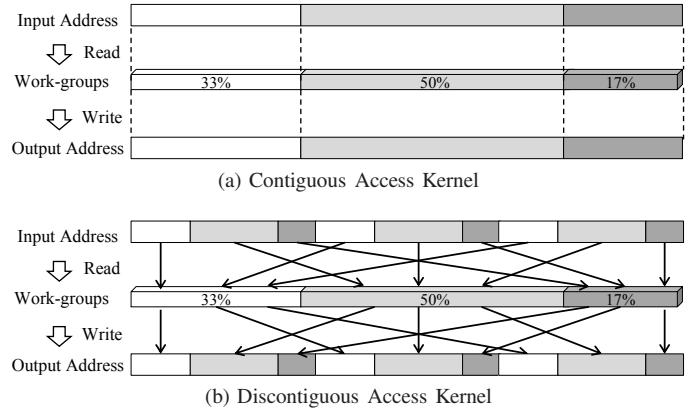 Input Address
Read
Work-groups
33% 50% 17%
Write
Output Address
(a) Contiguous Access Kernel
Input Address
Read
Work-groups
33% 50% 17%
Write
Output Address
(b) Discontiguous Access Kernel